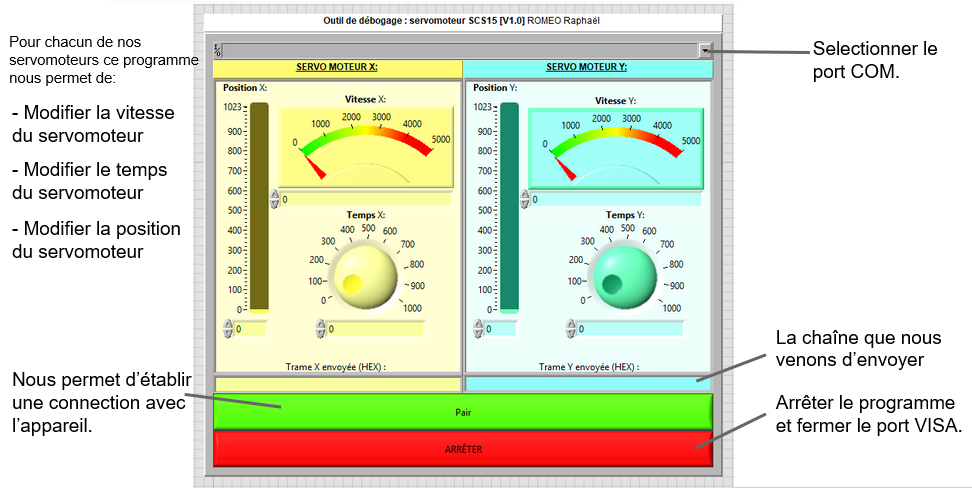 Outil de débogage : servomoteur SCS15 [V1.0] ROMEO Raphaël
Pour chacun de nos
servomoteurs ce programme
nous permet de:
- Modifier la vitesse
du servomoteur
- Modifier le temps
du servomoteur
- Modifier la position
du servomoteur
Nous permet d’établir
une connection avec
l’appareil.
I/O
SERVO MOTEUR X:
Position X:
1023
900
800
700
600
500
400
300
200
100
0
0
Vitesse X:
0
1000
2000
3000
4000
5000
0
Temps X:
0
100
200
300
400
500
600
700
800
900
1000
0
Trame X envoyée (HEX) :
SERVO MOTEUR Y:
Position Y:
1023
900
800
700
600
500
400
300
200
100
0
0
Vitesse Y:
0
1000
2000
3000
4000
5000
0
Temps Y:
0
100
200
300
400
500
600
700
800
900
1000
0
Trame Y envoyée (HEX) :
Pair
ARRÊTER
Selectionner le
port COM.
La chaîne que nous
venons d’envoyer
Arrêter le programme
et fermer le port VISA.